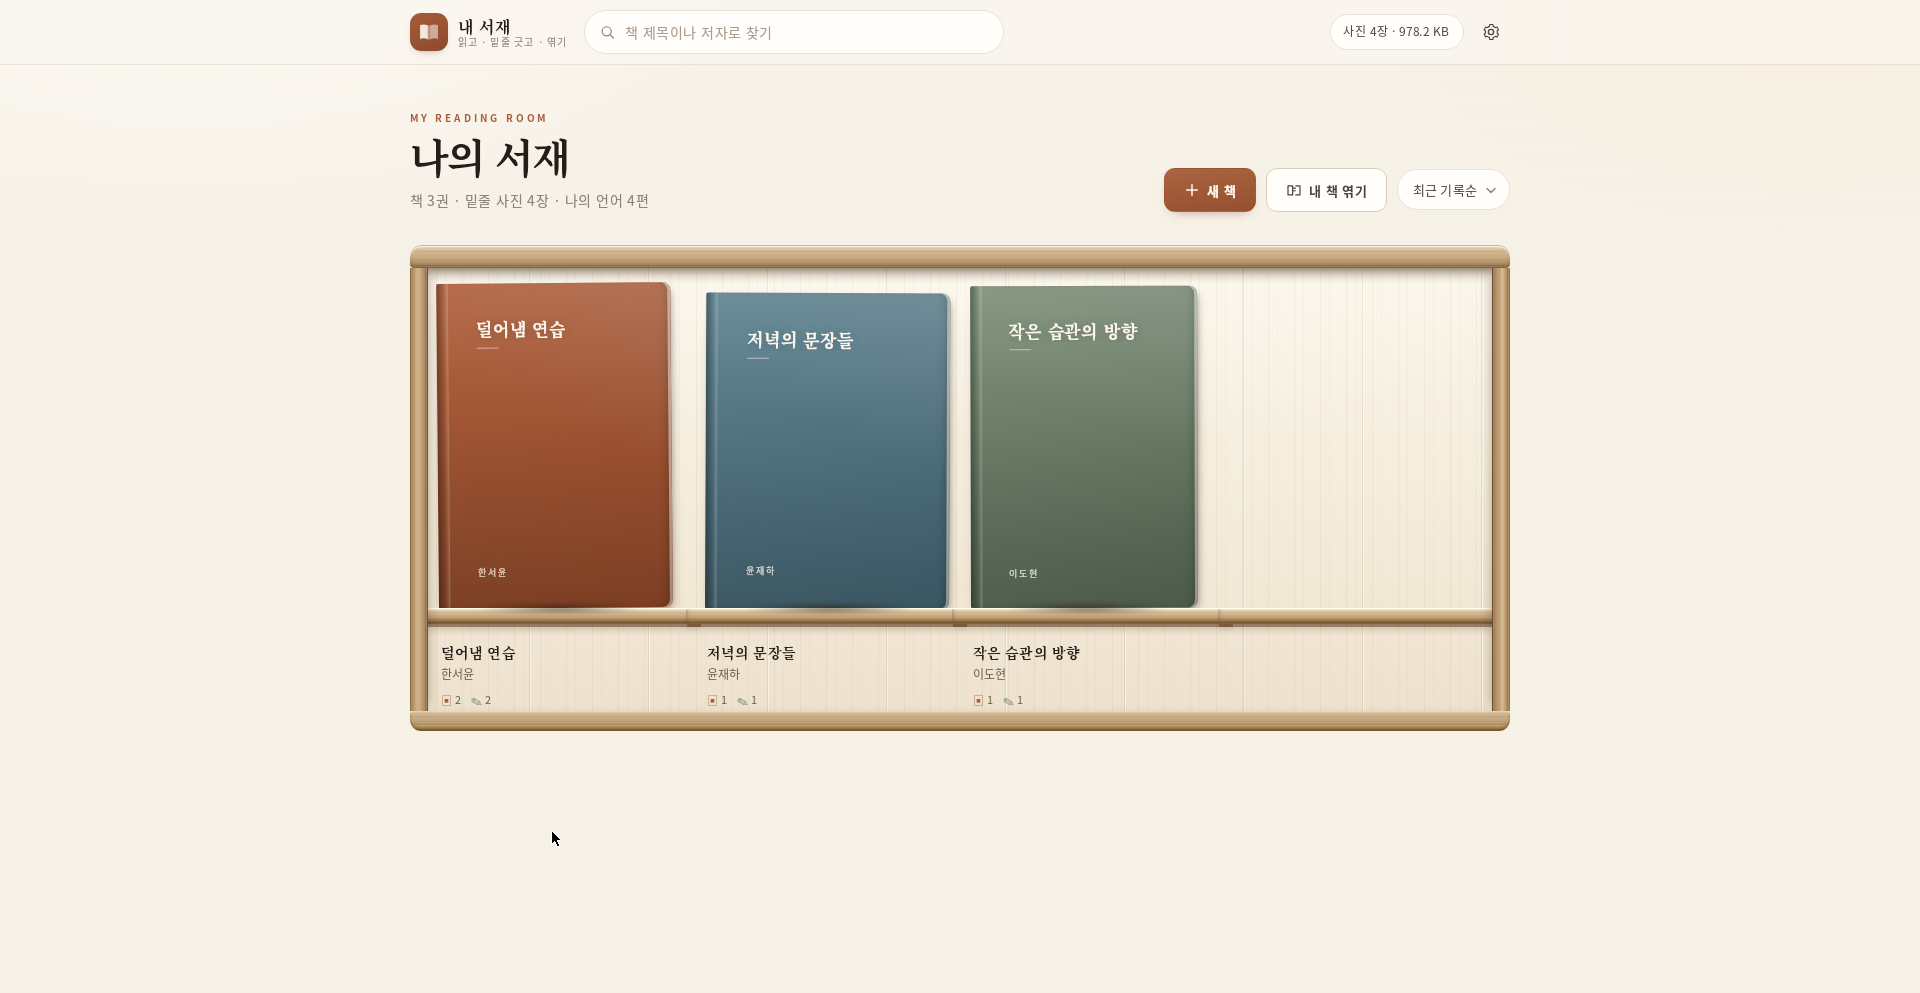 내 서재
읽고 · 밑줄 긋고 · 엮기
책 제목이나 저자로 찾기
사진 4장 · 978.2 KB
MY READING ROOM
나의 서재
책 3권 · 밑줄 사진 4장 · 나의 언어 4편
새 책
내 책 엮기
최근 기록순
덜어냄 연습
한서윤
저녁의 문장들
윤재하
작은 습관의 방향
이도현
덜어냄 연습
한서윤
2 2
저녁의 문장들
윤재하
1 1
작은 습관의 방향
이도현
1 1